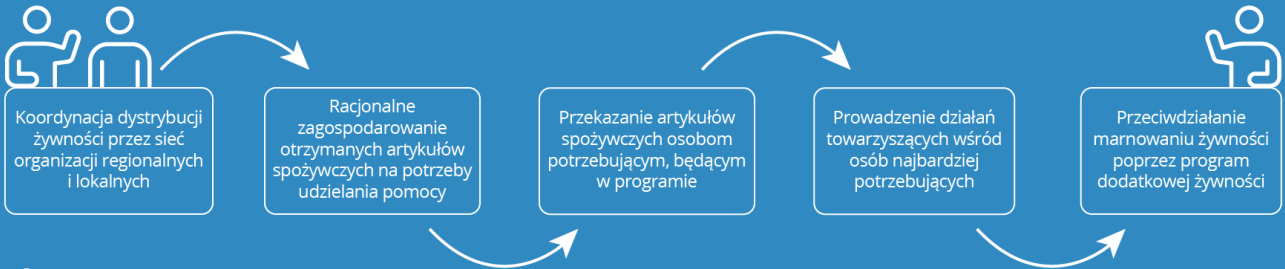 Koordynacja dystrybucji
żywności przez sieć
organizacji regionalnych
i lokalnych
Racjonalne
zagospodarowanie
otrzymanych artykułów
spożywczych na potrzeby
udzielania pomocy
Przekazanie artykułów
spożywczych osobom
potrzebującym, będącym
w programie
Prowadzenie działań
towarzyszących wśród
osób najbardziej
potrzebujących
Przeciwdziałanie
marnowaniu żywności
poprzez program
dodatkowej żywności